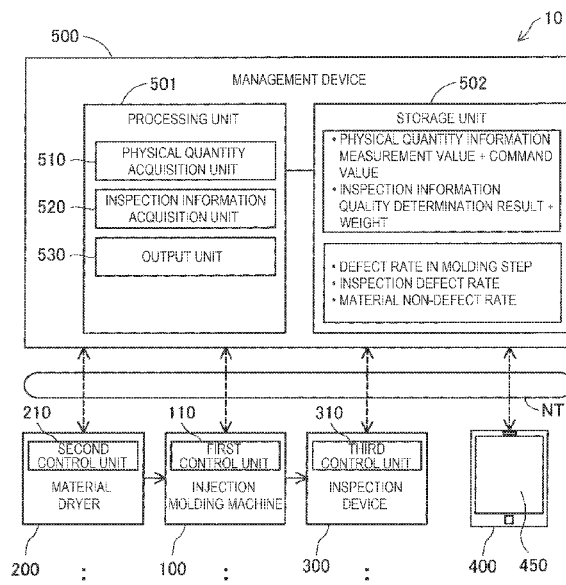 10
500
MANAGEMENT DEVICE
501
502
PROCESSING UNIT
STORAGE UNIT
510
PHYSICAL QUANTITY
ACQUISITION UNIT
• PHYSICAL QUANTITY INFORMATION
MEASUREMENT VALUE + COMMAND
VALUE
• INSPECTION INFORMATION
QUALITY DETERMINATION RESULT +
WEIGHT
520
INSPECTION INFORMATION
ACQUISITION UNIT
530
OUTPUT UNIT
• DEFECT RATE IN MOLDING STEP
• INSPECTION DEFECT RATE
• MATERIAL NON-DEFECT RATE
NT
210
110
310
SECOND
CONTROL UNIT
FIRST
CONTROL UNIT
THIRD
CONTROL UNIT
MATERIAL
DRYER
INJECTION
MOLDING MACHINE
INSPECTION
DEVICE
200
100
300
400
450